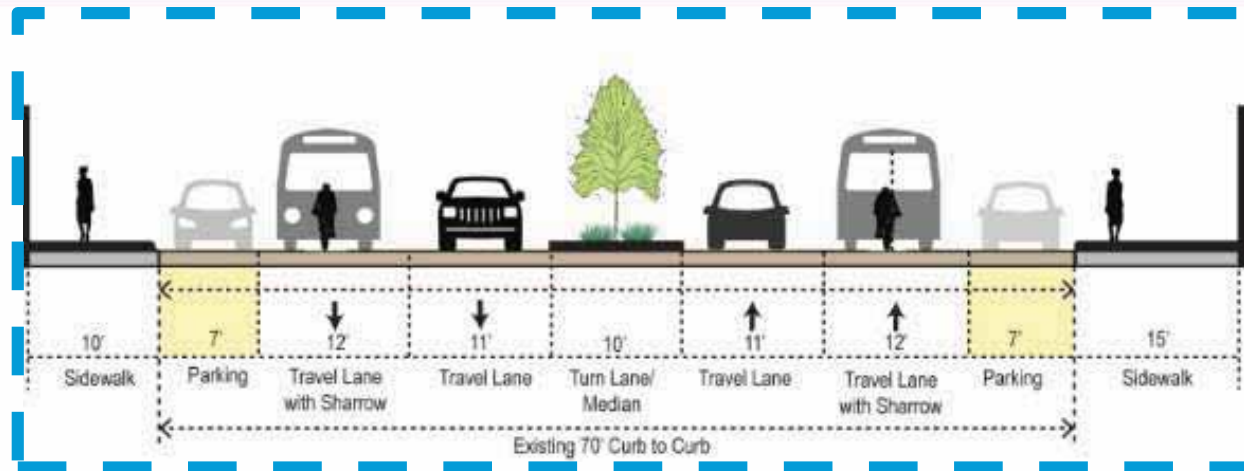 10' 7' 12' 11' 10' 11' 12' 7' 15'
Sidewalk Parking Travel Lane Travel Lane Turn Lane/ Travel Lane Travel Lane Parking Sidewalk
with Sharrow Median with Sharrow
Existing 70' Curb to Curb